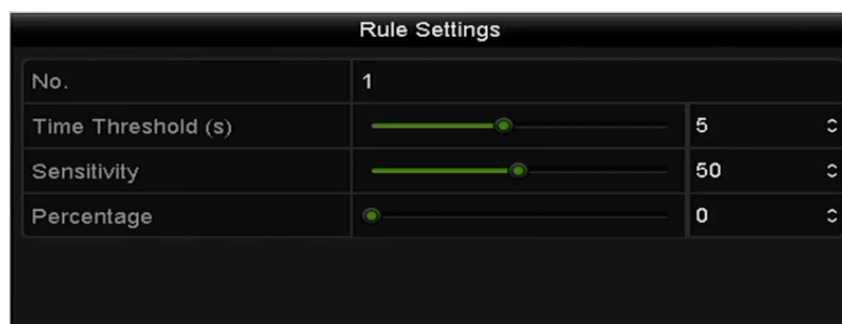 Rule Settings
No. 1
Time Threshold (s) 5
Sensitivity 50
Percentage 0